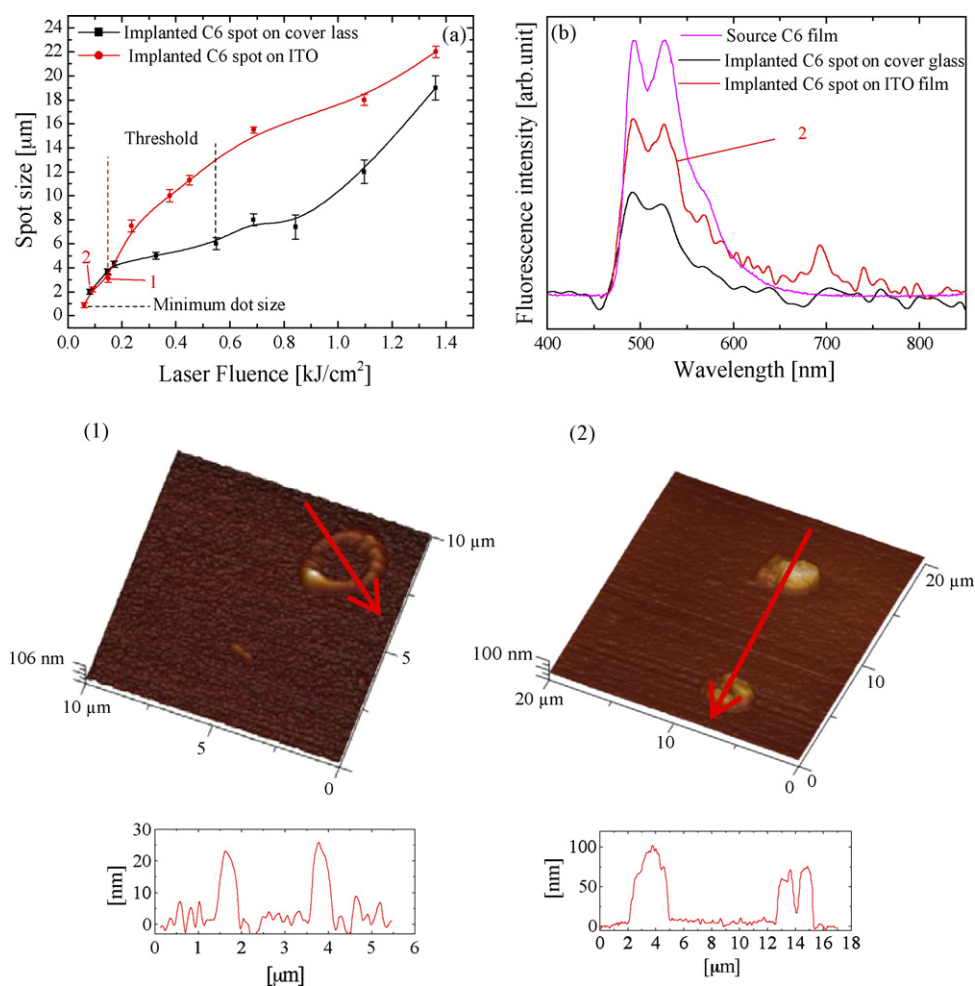 24
22
20
18
16
14
12
10
8
6
4
2
0
Spot size [µm]
Implanted C6 spot on cover lass
Implanted C6 spot on ITO
(a)
Threshold
2
1
Minimum dot size
0.0 0.2 0.4 0.6 0.8 1.0 1.2 1.4
Laser Fluence [kJ/cm²]
(b)
Source C6 film
Implanted C6 spot on cover glass
Implanted C6 spot on ITO film
2
Fluorescence intensity [arb.unit]
400 500 600 700 800
Wavelength [nm]
(1)
10 µm
5
0
5
10 µm
106 nm
(2)
20 µm
10
0
0
10
20 µm
100 nm
30
20
10
0
[nm]
0 1 2 3 4 5 6
[µm]
100
75
50
25
0
[nm]
0 2 4 6 8 10 12 14 16 18
[µm]